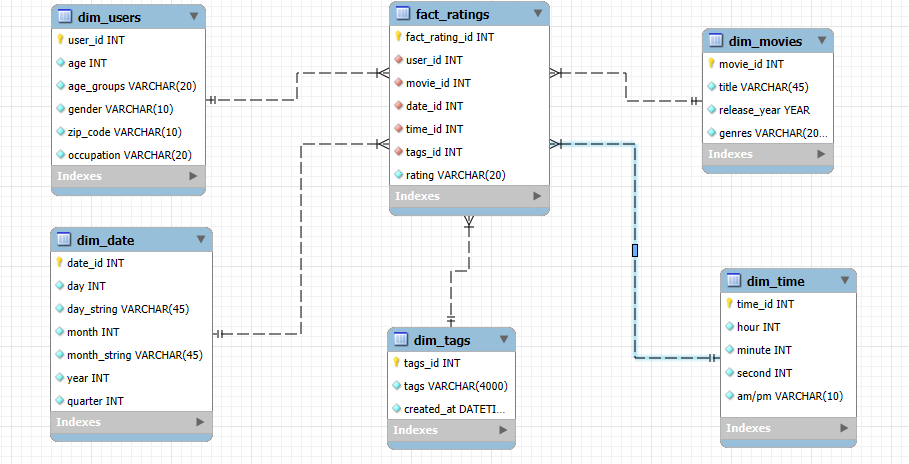 dim_users
user_id INT
age INT
age_groups VARCHAR(20)
gender VARCHAR(10)
zip_code VARCHAR(10)
occupation VARCHAR(20)
Indexes
fact_ratings
fact_rating_id INT
user_id INT
movie_id INT
date_id INT
time_id INT
tags_id INT
rating VARCHAR(20)
Indexes
dim_movies
movie_id INT
title VARCHAR(45)
release_year YEAR
genres VARCHAR(20...
Indexes
dim_date
date_id INT
day INT
day_string VARCHAR(45)
month INT
month_string VARCHAR(45)
year INT
quarter INT
Indexes
dim_tags
tags_id INT
tags VARCHAR(4000)
created_at DATETI...
Indexes
dim_time
time_id INT
hour INT
minute INT
second INT
am/pm VARCHAR(10)
Indexes